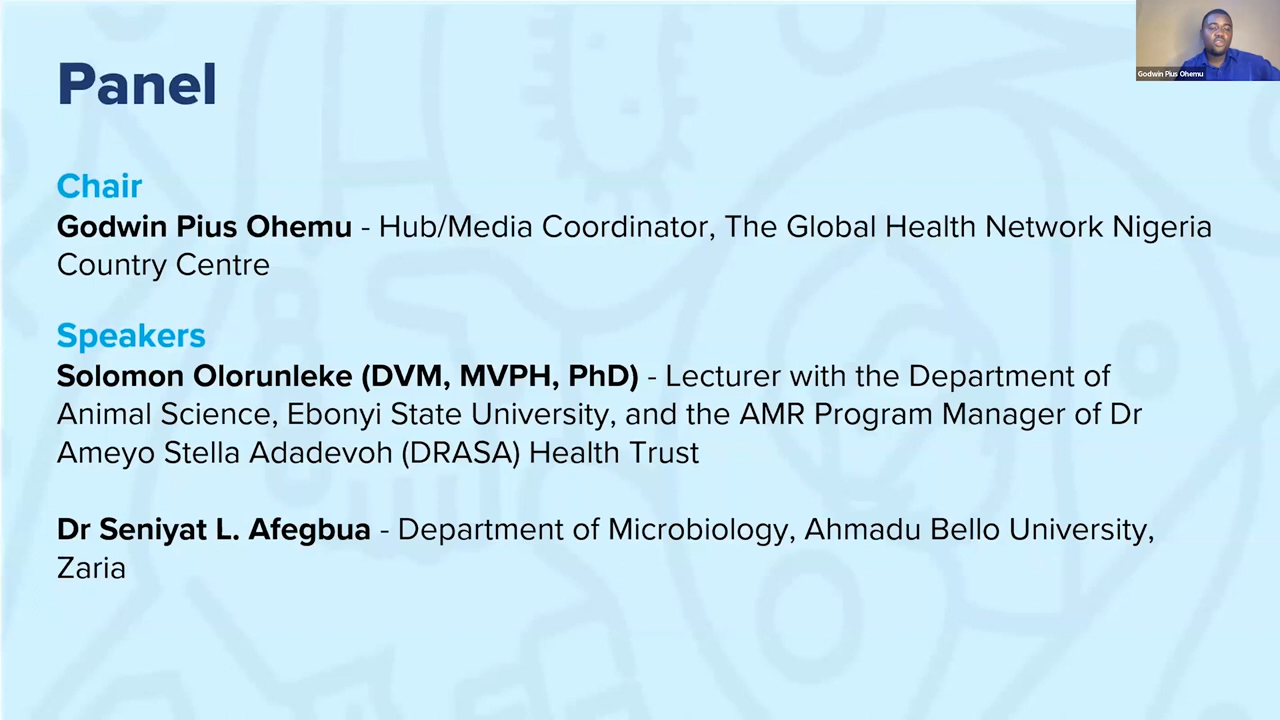 Panel
Godwin Pius Ohemu
Chair
Godwin Pius Ohemu - Hub/Media Coordinator, The Global Health Network Nigeria
Country Centre
Speakers
Solomon Olorunleke (DVM, MVPH, PhD) - Lecturer with the Department of
Animal Science, Ebonyi State University, and the AMR Program Manager of Dr
Ameyo Stella Adadevoh (DRASA) Health Trust
Dr Seniyat L. Afegbua - Department of Microbiology, Ahmadu Bello University,
Zaria